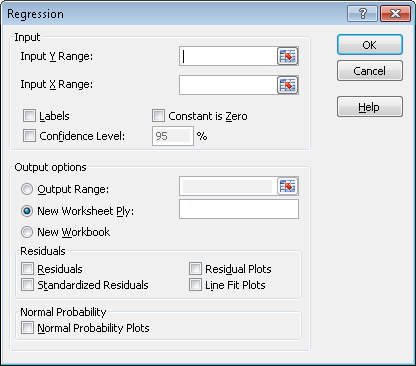 Regression
Input
Input Y Range:
Input X Range:
Labels
Constant is Zero
Confidence Level:
95 %
Output options
Output Range:
New Worksheet Ply:
New Workbook
Residuals
Residuals
Residual Plots
Standardized Residuals
Line Fit Plots
Normal Probability
Normal Probability Plots
?
OK
Cancel
Help